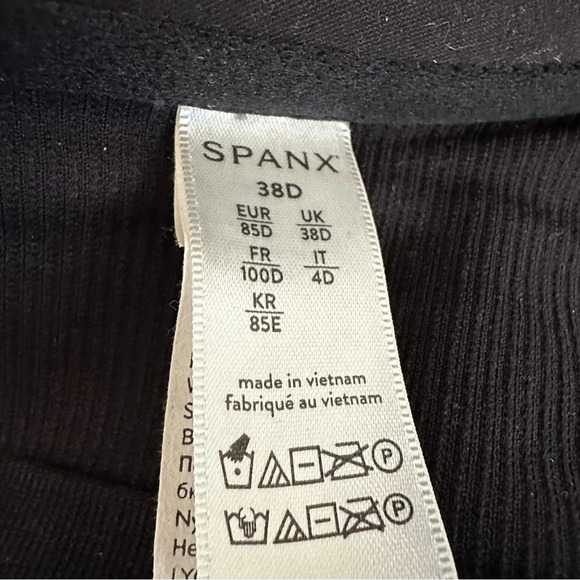 SPANX
38D
EUR UK
85D 38D
FR IT
100D 4D
KR
85E
made in vietnam
fabriqué au vietnam
P
P